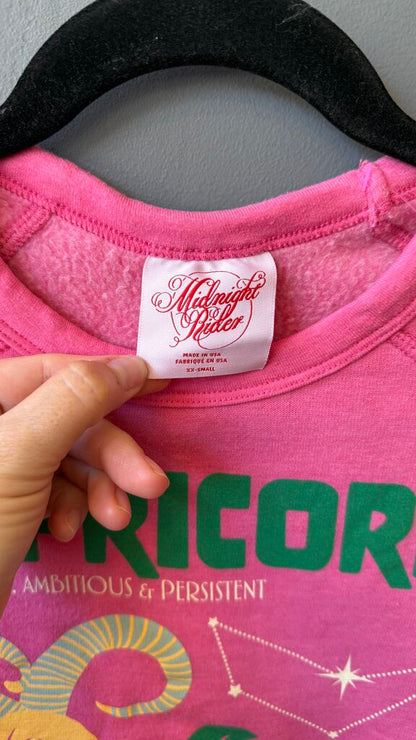 Midnight
Rider
MADE IN USA
FABRIQUÉ EN USA
XX-SMALL
PRICOR
AMBITIOUS & PERSISTENT